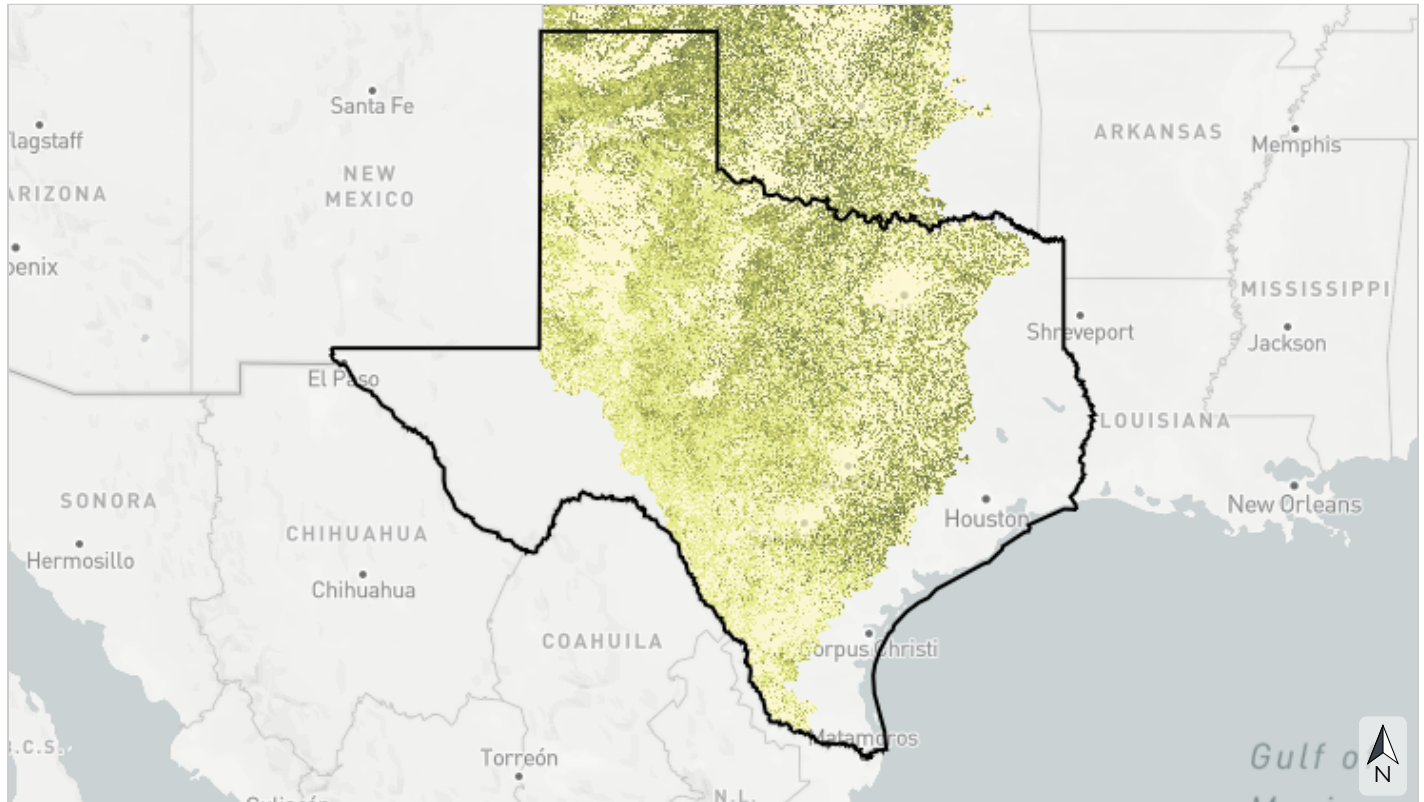 Santa Fe
ARKANSAS
Memphis
lagstaff
NEW
MEXICO
ARIZONA
oenix
MISSISSIPPI
Shreveport
Jackson
El Paso
LOUISIANA
SONORA
New Orleans
Houston
CHIHUAHUA
Hermosillo
Chihuahua
COAHUILA
Corpus Christi
Matamoros
B.C.S.
Torreón
Gulf o
N
N.L.